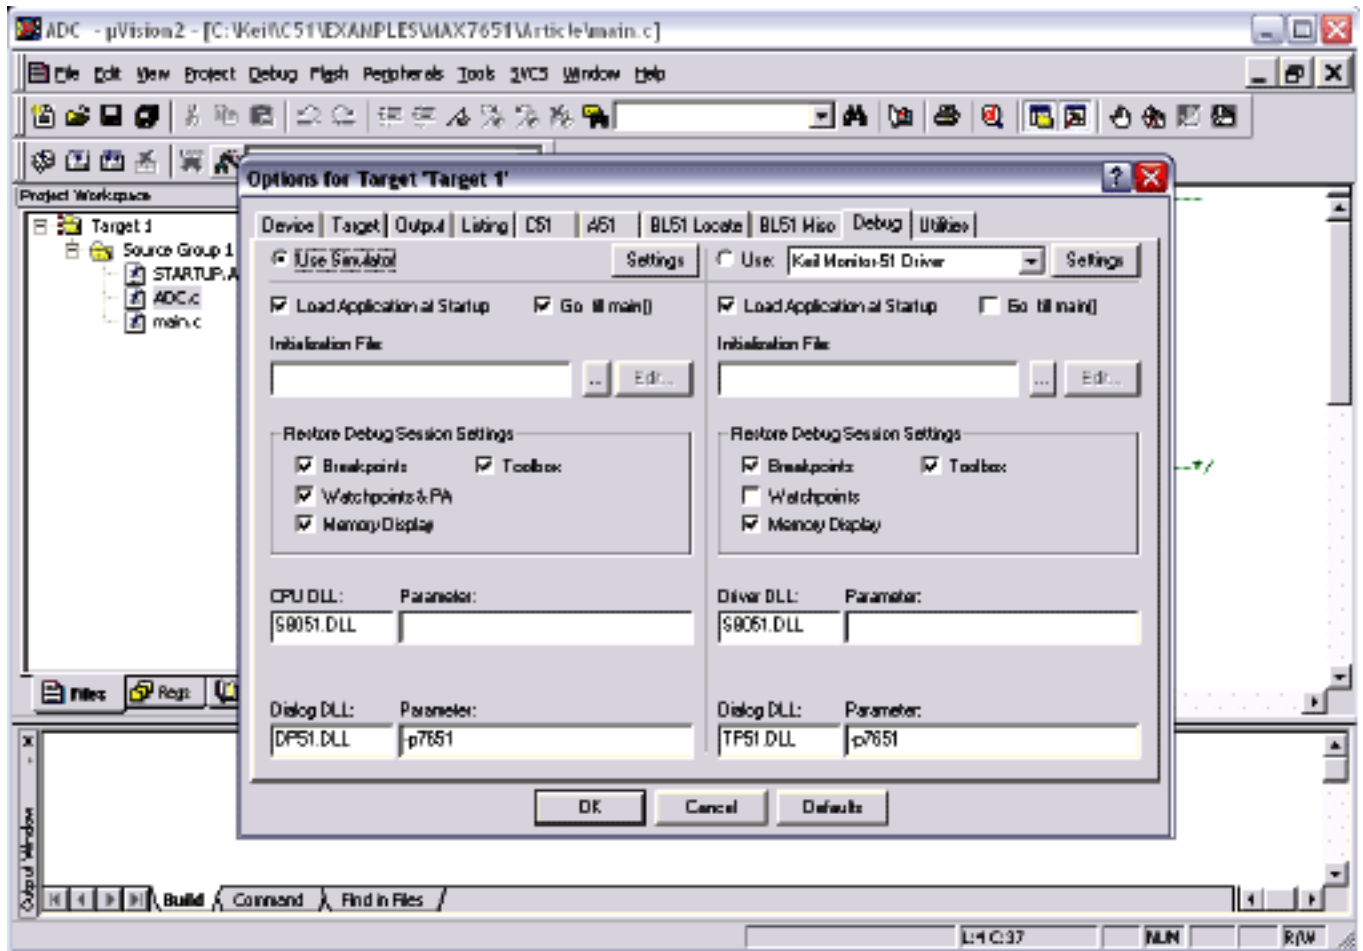 ADC - µVision2 - [C:\Keil\C51\EXAMPLES\MAX7651\Article\main.c]
File Edit View Project Debug Flash Peripherals Tools SVCS Window Help
Project Workspace
Target 1
Source Group 1
STARTUP.A
ADC.c
main.c
Files
Regs
Options for Target 'Target 1'
Device Target Output Listing C51 A51 BL51 Locate BL51 Misc Debug Utilities
Use Simulator Settings
Load Application at Startup Go till main()
Initialization File:
... Edit...
Restore Debug Session Settings
Breakpoints Toolbox
Watchpoints & PA
Memory Display
CPU DLL: Parameter:
S8051.DLL
Dialog DLL: Parameter:
DP51.DLL -p7651
Use: Keil Monitor-51 Driver Settings
Load Application at Startup Go till main()
Initialization File:
... Edit...
Restore Debug Session Settings
Breakpoints Toolbox
Watchpoints
Memory Display
Driver DLL: Parameter:
S8051.DLL
Dialog DLL: Parameter:
TP51.DLL -p7651
OK Cancel Defaults
---*/
Output Window
Build Command Find in Files
L:4 C:37 NUM R/W